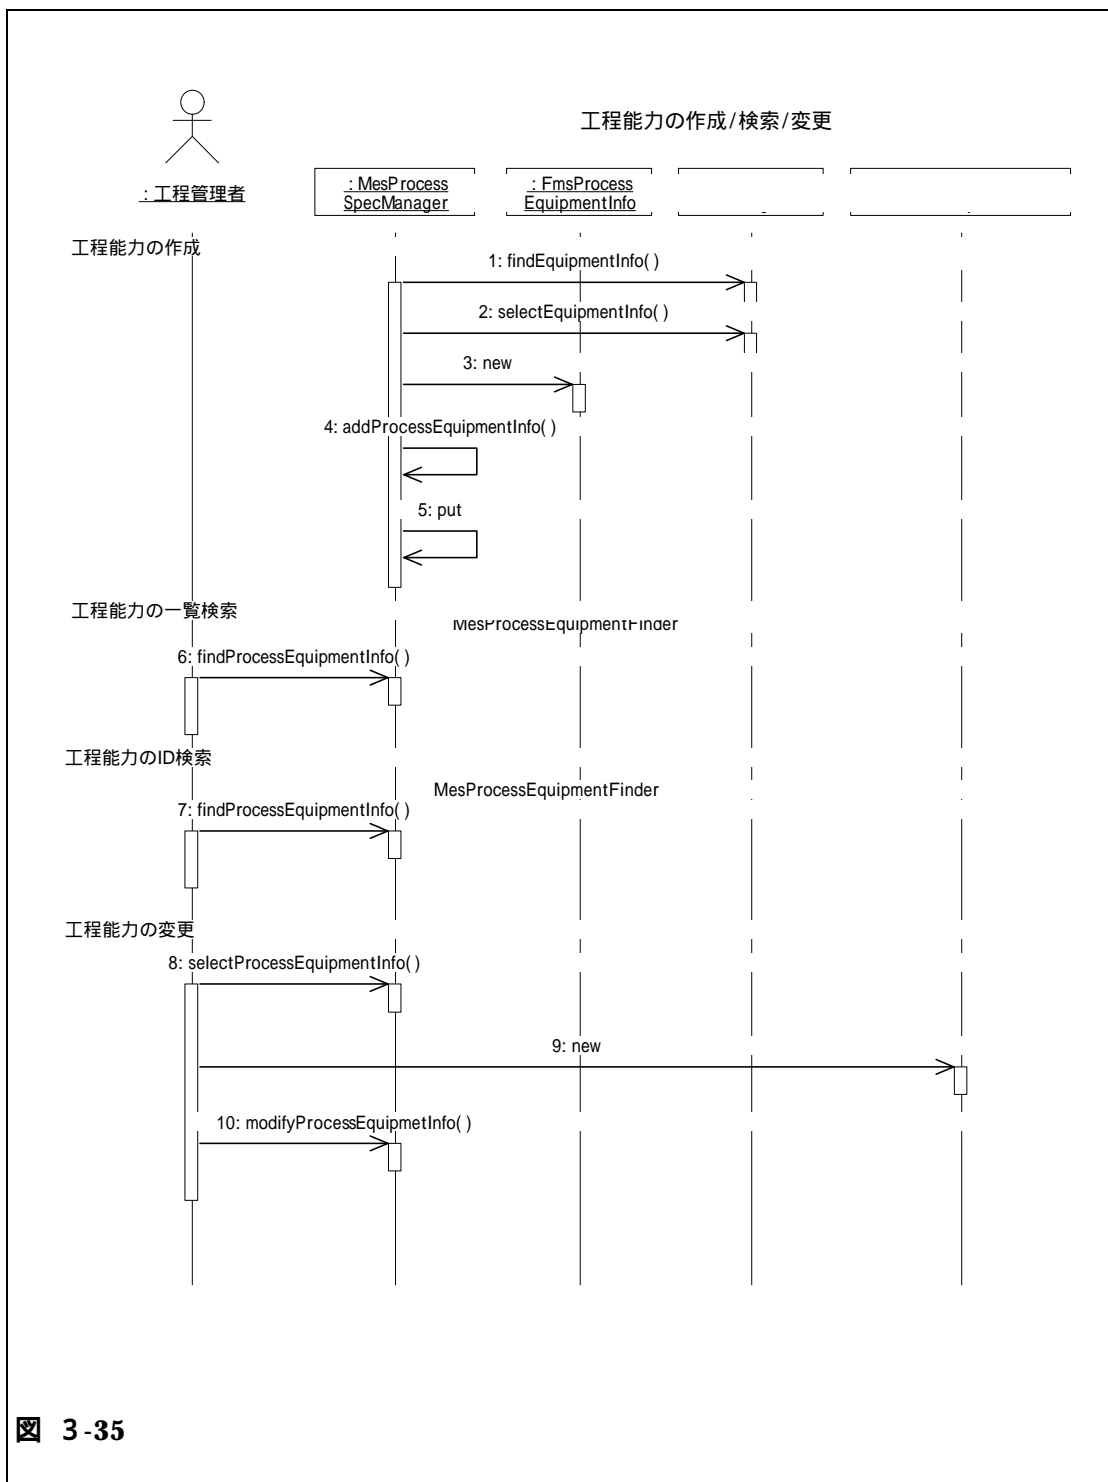 工程能力の作成/検索/変更
: 工程管理者
: MesProcess
SpecManager
: FmsProcess
EquipmentInfo
工程能力の作成
1: findEquipmentInfo( )
2: selectEquipmentInfo( )
3: new
4: addProcessEquipmentInfo( )
5: put
工程能力の一覧検索
MesProcessEquipmentFinder
6: findProcessEquipmentInfo( )
工程能力のID検索
MesProcessEquipmentFinder
7: findProcessEquipmentInfo( )
工程能力の変更
8: selectProcessEquipmentInfo( )
9: new
10: modifyProcessEquipmetInfo( )
図 3-35